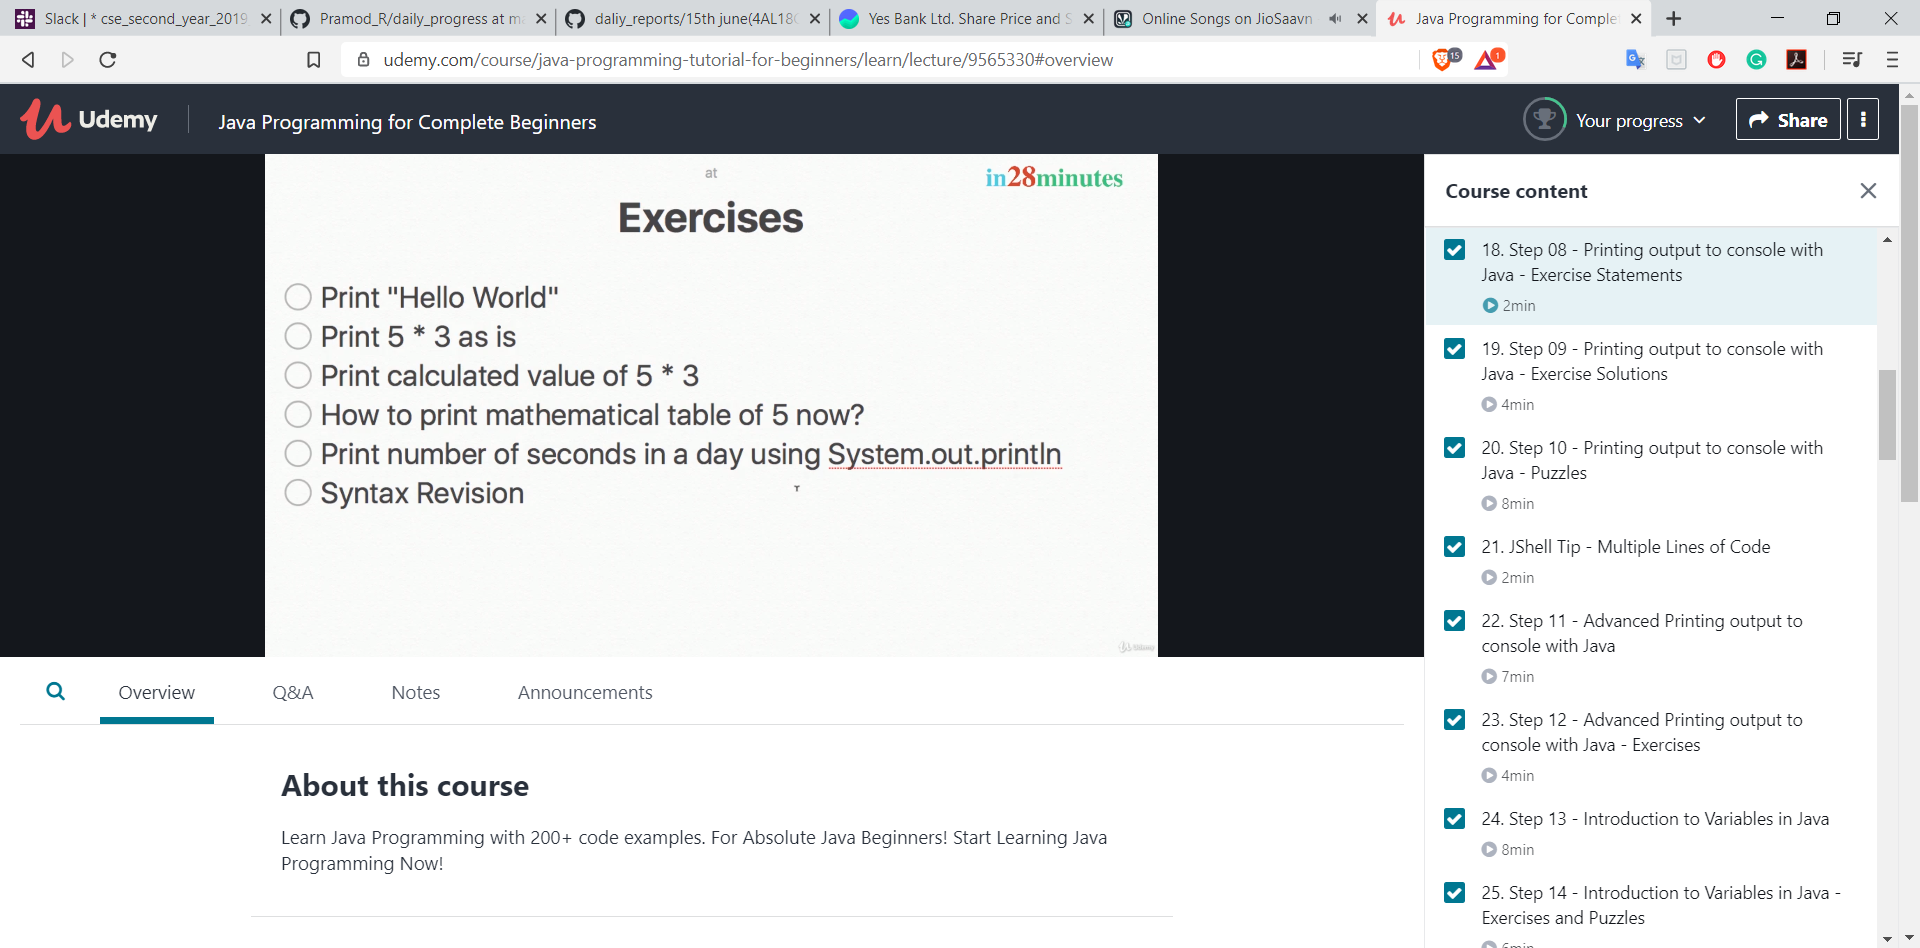 Slack | * cse_second_year_2019
Pramod_R/daily_progress at ma
daliy_reports/15th june(4AL18C
Yes Bank Ltd. Share Price and S
Online Songs on JioSaavn
Java Programming for Complet
udemy.com/course/java-programming-tutorial-for-beginners/learn/lecture/9565330#overview
15
1
Udemy
Java Programming for Complete Beginners
Your progress
Share
at
in28minutes
Exercises
Print "Hello World"
Print 5 * 3 as is
Print calculated value of 5 * 3
How to print mathematical table of 5 now?
Print number of seconds in a day using System.out.println
Syntax Revision
Udemy
Course content
18. Step 08 - Printing output to console with
Java - Exercise Statements
2min
19. Step 09 - Printing output to console with
Java - Exercise Solutions
4min
20. Step 10 - Printing output to console with
Java - Puzzles
8min
21. JShell Tip - Multiple Lines of Code
2min
22. Step 11 - Advanced Printing output to
console with Java
7min
23. Step 12 - Advanced Printing output to
console with Java - Exercises
4min
24. Step 13 - Introduction to Variables in Java
8min
25. Step 14 - Introduction to Variables in Java -
Exercises and Puzzles
Overview
Q&A
Notes
Announcements
About this course
Learn Java Programming with 200+ code examples. For Absolute Java Beginners! Start Learning Java
Programming Now!